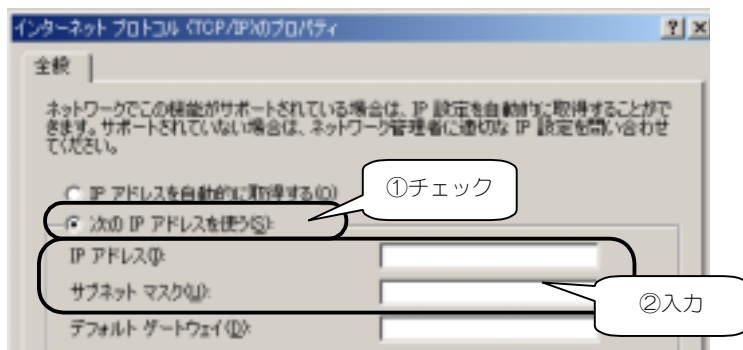 インターネット プロトコル (TCP/IP)のプロパティ
全般
ネットワークでこの機能がサポートされている場合は、IP 設定を自動的に取得することがで
きます。サポートされていない場合は、ネットワーク管理者に適切な IP 設定を問い合わせ
てください。
IP アドレスを自動的に取得する(O)
①チェック
次の IP アドレスを使う(S):
IP アドレス(I):
サブネット マスク(U):
②入力
デフォルト ゲートウェイ(D):